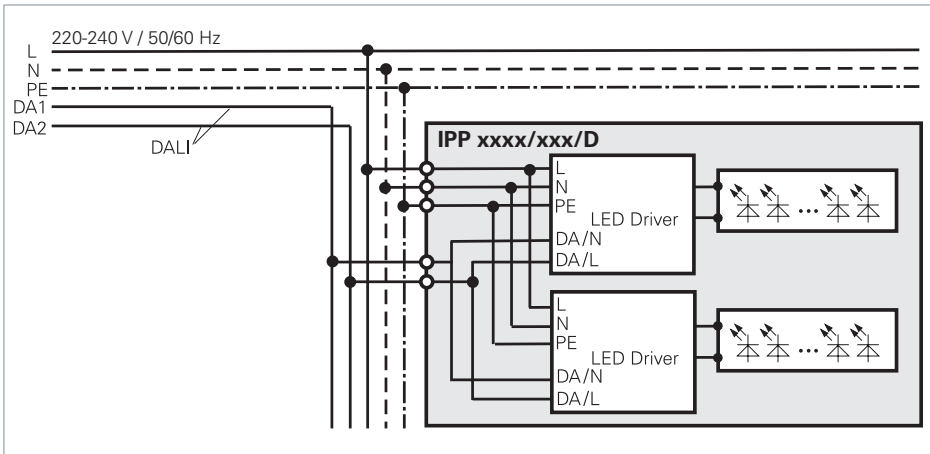 220-240 V / 50/60 Hz
L
N
PE
DA1
DA2
DALI
IPP xxxx/xxx/D
L
N
PE
LED Driver
DA/N
DA/L
...
L
N
PE
LED Driver
DA/N
DA/L
...